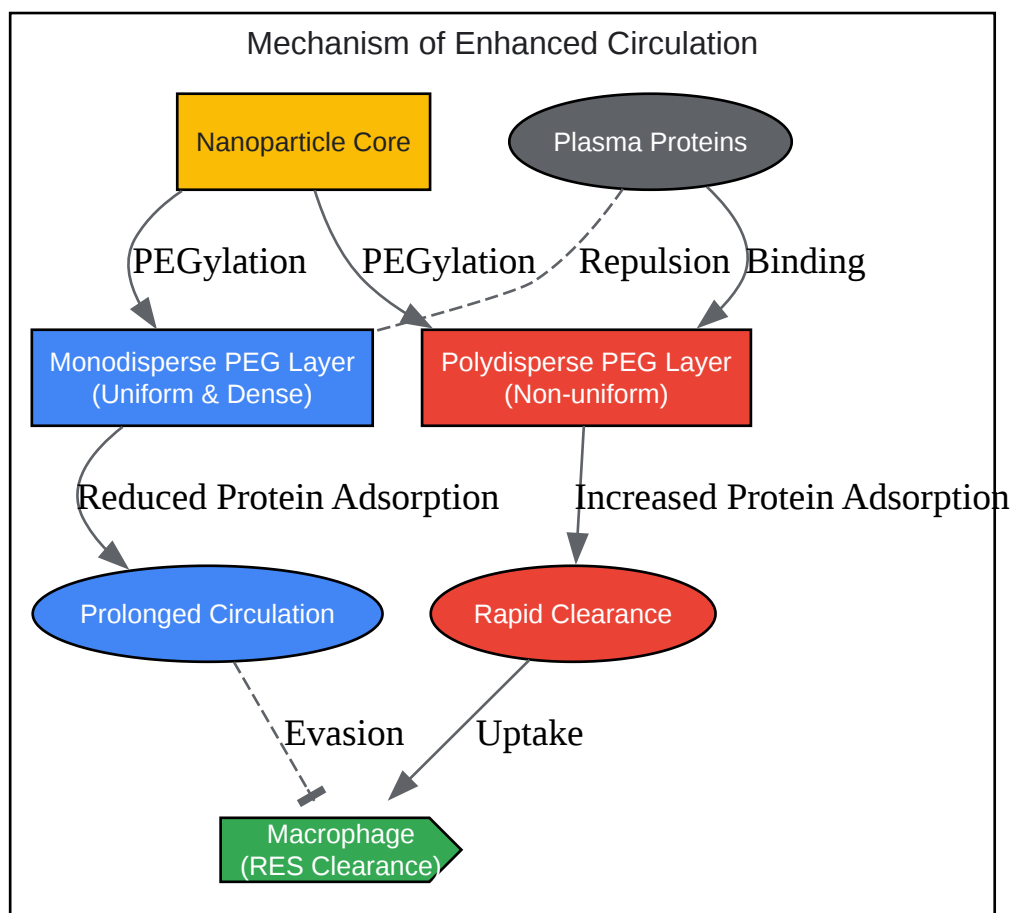 Mechanism of Enhanced Circulation
Nanoparticle Core
Plasma Proteins
PEGylation
PEGylation
Repulsion
Binding
Monodisperse PEG Layer
(Uniform & Dense)
Polydisperse PEG Layer
(Non-uniform)
Reduced Protein Adsorption
Increased Protein Adsorption
Prolonged Circulation
Rapid Clearance
Evasion
Uptake
Macrophage
(RES Clearance)